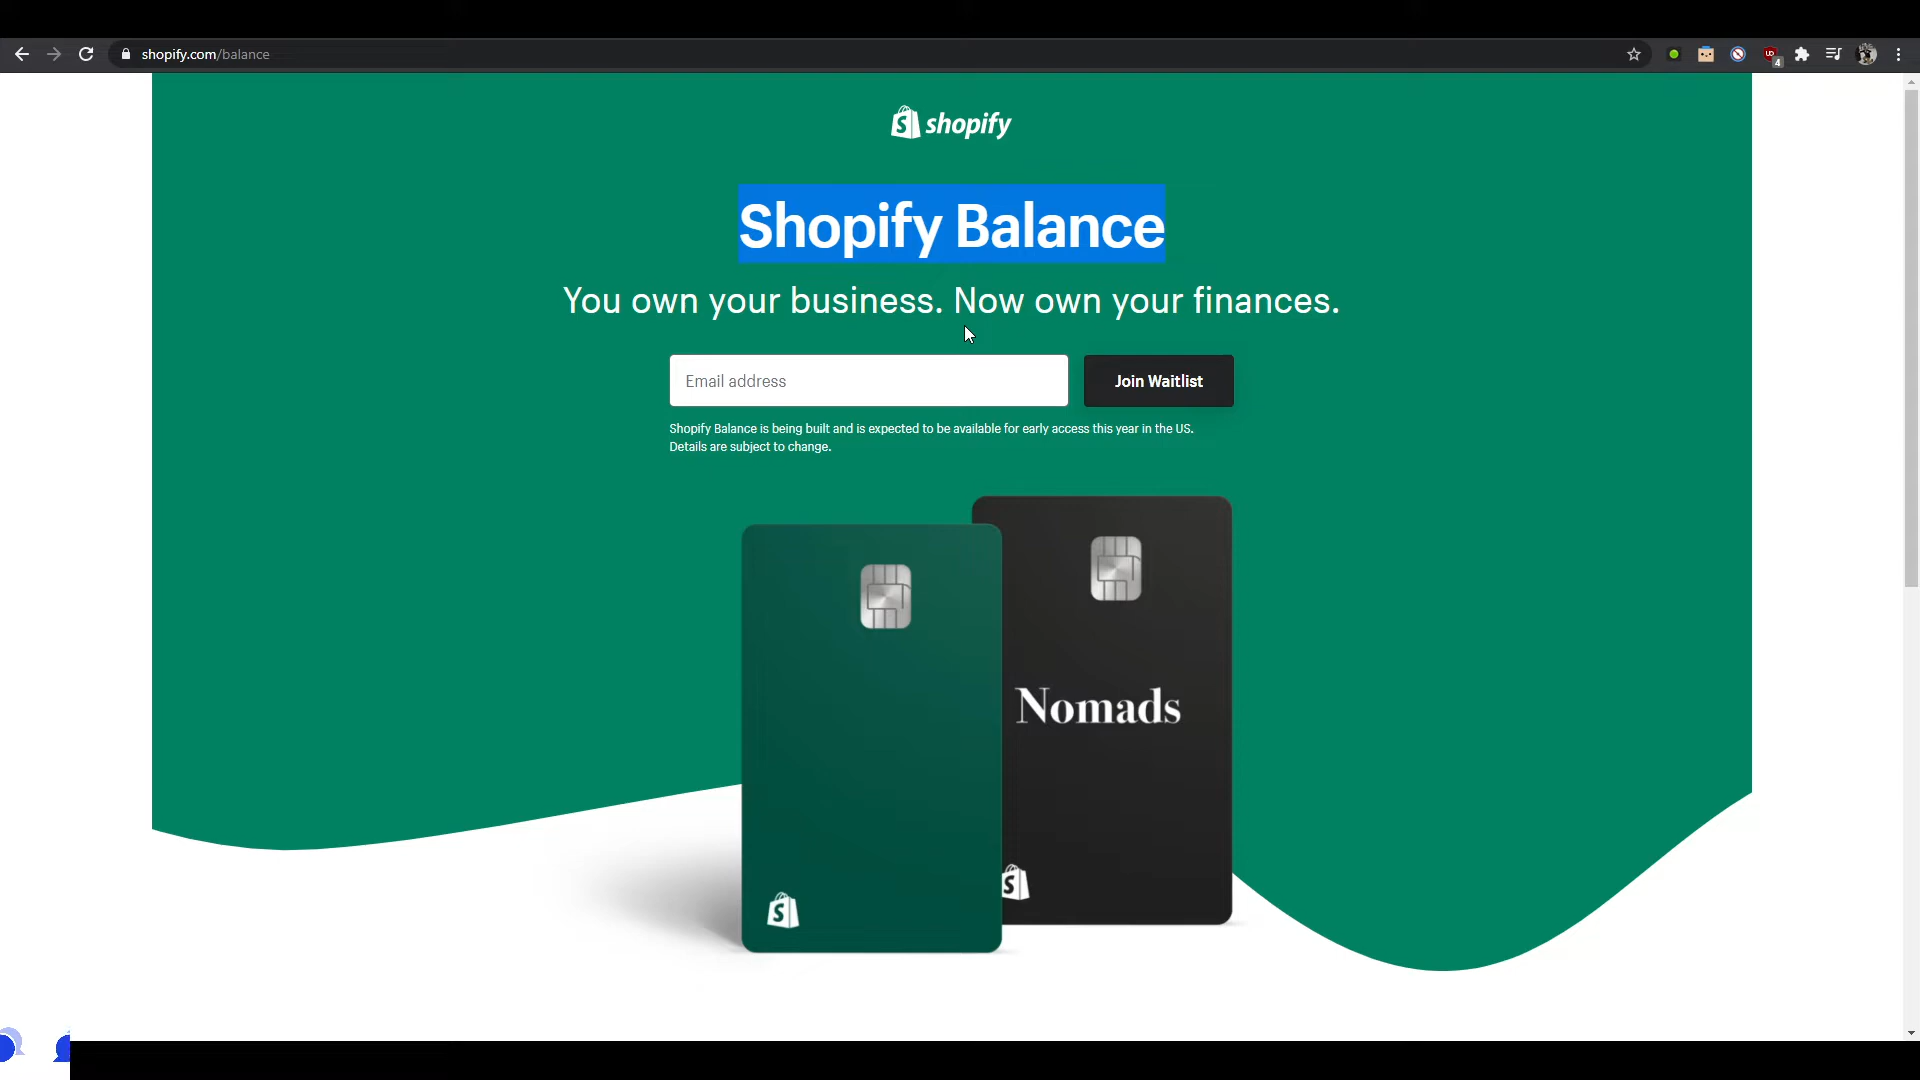 shopify.com/balance
4
shopify
Shopify Balance
You own your business. Now own your finances.
Email address
Join Waitlist
Shopify Balance is being built and is expected to be available for early access this year in the US.
Details are subject to change.
Nomads